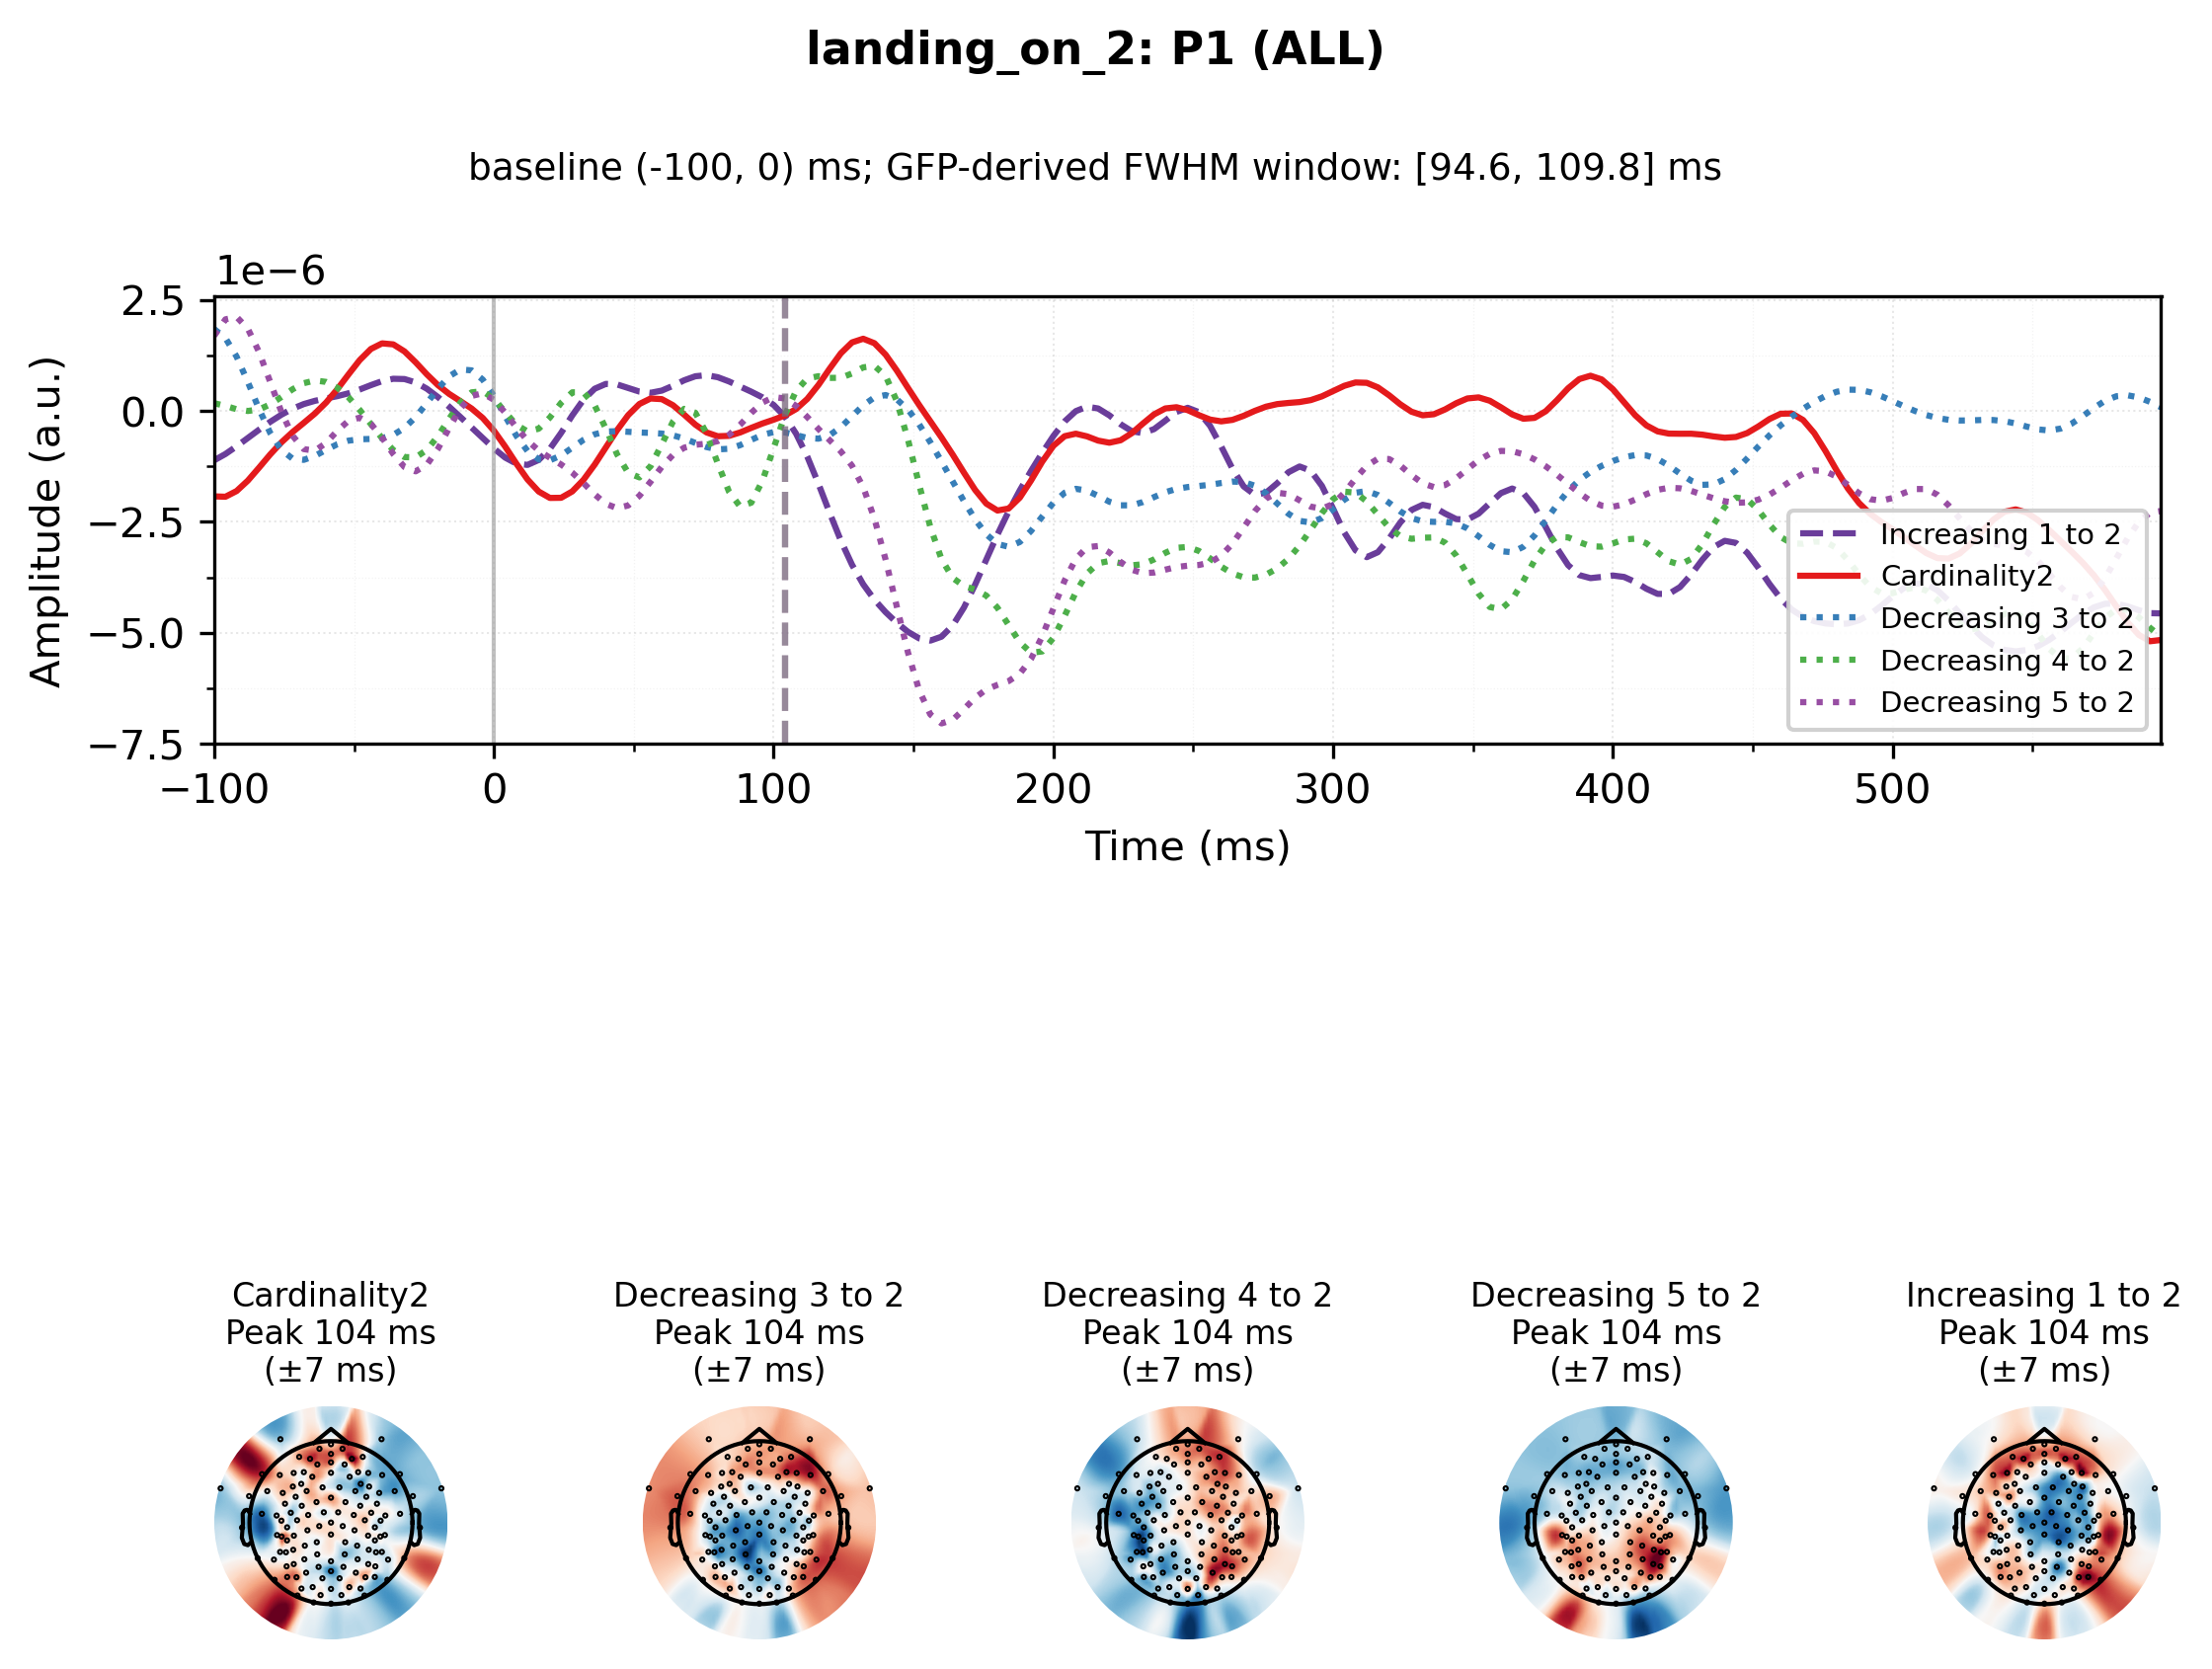 landing_on_2: P1 (ALL)
baseline (-100, 0) ms; GFP-derived FWHM window: [94.6, 109.8] ms
1e−6
2.5
0.0
−2.5
−5.0
−7.5
Amplitude (a.u.)
−100
0
100
200
300
400
500
Time (ms)
Increasing 1 to 2
Cardinality2
Decreasing 3 to 2
Decreasing 4 to 2
Decreasing 5 to 2
Cardinality2
Peak 104 ms
(±7 ms)
Decreasing 3 to 2
Peak 104 ms
(±7 ms)
Decreasing 4 to 2
Peak 104 ms
(±7 ms)
Decreasing 5 to 2
Peak 104 ms
(±7 ms)
Increasing 1 to 2
Peak 104 ms
(±7 ms)